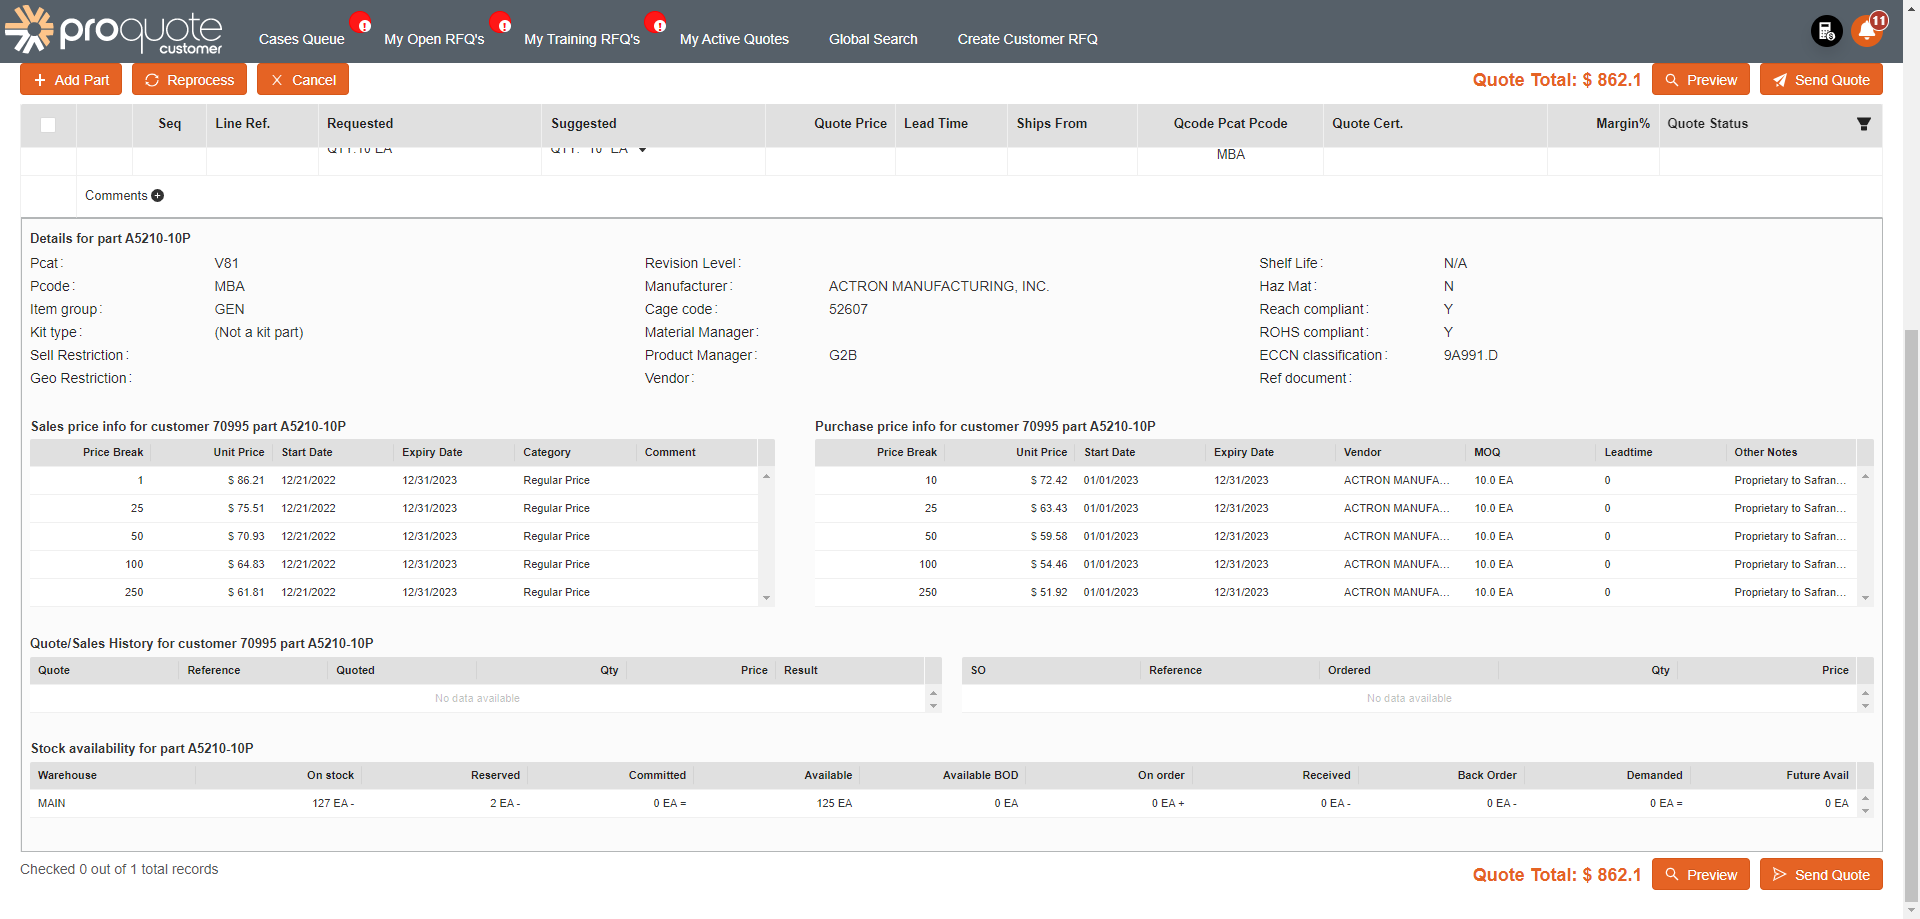 proquote
customer
Cases Queue ! My Open RFQ's ! My Training RFQ's ! My Active Quotes Global Search Create Customer RFQ 11
+ Add Part Reprocess × Cancel Quote Total: $ 862.1 Preview Send Quote
Seq Line Ref. Requested Suggested Quote Price Lead Time Ships From Qcode Pcat Pcode Quote Cert. Margin% Quote Status
QTY:10 EA QTY: 10 EA MBA
Comments
Details for part A5210-10P
Pcat: V81 Revision Level: Shelf Life: N/A
Pcode: MBA Manufacturer: ACTRON MANUFACTURING, INC. Haz Mat: N
Item group: GEN Cage code: 52607 Reach compliant: Y
Kit type: (Not a kit part) Material Manager: ROHS compliant: Y
Sell Restriction: Product Manager: G2B ECCN classification: 9A991.D
Geo Restriction: Vendor: Ref document:
Sales price info for customer 70995 part A5210-10P Purchase price info for customer 70995 part A5210-10P
Price Break Unit Price Start Date Expiry Date Category Comment Price Break Unit Price Start Date Expiry Date Vendor MOQ Leadtime Other Notes
1 $ 86.21 12/21/2022 12/31/2023 Regular Price 10 $ 72.42 01/01/2023 12/31/2023 ACTRON MANUFA... 10.0 EA 0 Proprietary to Safran...
25 $ 75.51 12/21/2022 12/31/2023 Regular Price 25 $ 63.43 01/01/2023 12/31/2023 ACTRON MANUFA... 10.0 EA 0 Proprietary to Safran...
50 $ 70.93 12/21/2022 12/31/2023 Regular Price 50 $ 59.58 01/01/2023 12/31/2023 ACTRON MANUFA... 10.0 EA 0 Proprietary to Safran...
100 $ 64.83 12/21/2022 12/31/2023 Regular Price 100 $ 54.46 01/01/2023 12/31/2023 ACTRON MANUFA... 10.0 EA 0 Proprietary to Safran...
250 $ 61.81 12/21/2022 12/31/2023 Regular Price 250 $ 51.92 01/01/2023 12/31/2023 ACTRON MANUFA... 10.0 EA 0 Proprietary to Safran...
Quote/Sales History for customer 70995 part A5210-10P
Quote Reference Quoted Qty Price Result SO Reference Ordered Qty Price
No data available No data available
Stock availability for part A5210-10P
Warehouse On stock Reserved Committed Available Available BOD On order Received Back Order Demanded Future Avail
MAIN 127 EA - 2 EA - 0 EA = 125 EA 0 EA 0 EA + 0 EA - 0 EA - 0 EA = 0 EA
Checked 0 out of 1 total records Quote Total: $ 862.1 Preview Send Quote